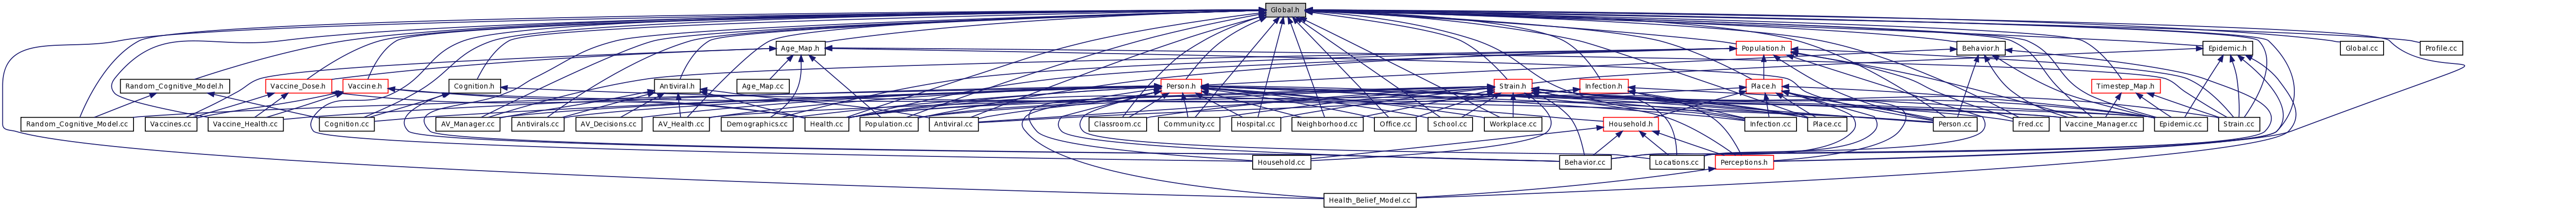 Global.h
Age_Map.h
Population.h
Behavior.h
Epidemic.h
Global.cc
Profile.cc
Random_Cognitive_Model.h
Vaccine_Dose.h
Vaccine.h
Cognition.h
Antiviral.h
Age_Map.cc
Person.h
Strain.h
Infection.h
Place.h
Timestep_Map.h
Random_Cognitive_Model.cc
Vaccines.cc
Vaccine_Health.cc
Cognition.cc
AV_Manager.cc
Antivirals.cc
AV_Decisions.cc
AV_Health.cc
Demographics.cc
Health.cc
Population.cc
Antiviral.cc
Classroom.cc
Community.cc
Hospital.cc
Neighborhood.cc
Office.cc
School.cc
Workplace.cc
Household.h
Infection.cc
Place.cc
Person.cc
Fred.cc
Vaccine_Manager.cc
Epidemic.cc
Strain.cc
Household.cc
Behavior.cc
Locations.cc
Perceptions.h
Health_Belief_Model.cc